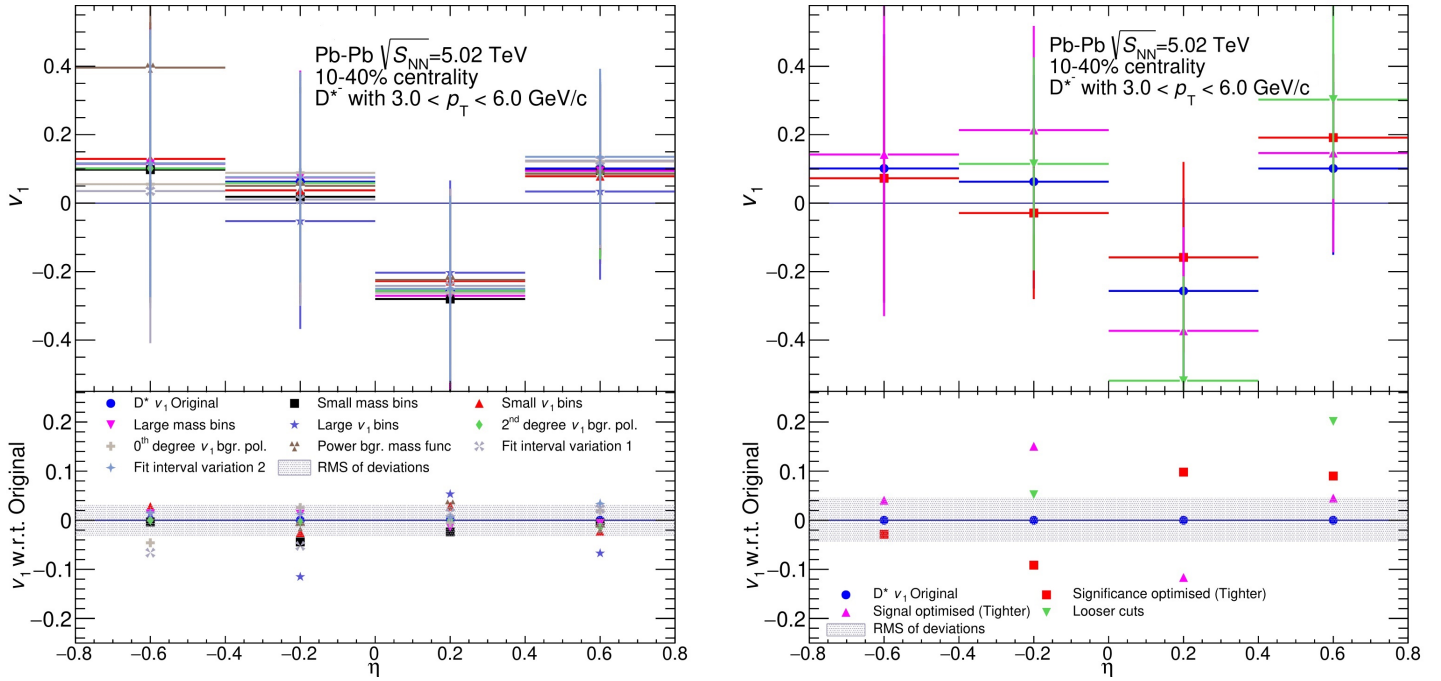 Pb-Pb √S_NN=5.02 TeV
10-40% centrality
D*⁻ with 3.0 < p_T < 6.0 GeV/c
v₁
0.4
0.2
0
−0.2
−0.4
D* v₁ Original
Small mass bins
Small v₁ bins
Large mass bins
Large v₁ bins
2nd degree v₁ bgr. pol.
0th degree v₁ bgr. pol.
Power bgr. mass func
Fit interval variation 1
Fit interval variation 2
RMS of deviations
v₁ w.r.t. Original
0.2
0.1
0
−0.1
−0.2
−0.8 −0.6 −0.4 −0.2 0 0.2 0.4 0.6 0.8
η
Pb-Pb √S_NN=5.02 TeV
10-40% centrality
D*⁻ with 3.0 < p_T < 6.0 GeV/c
v₁
0.4
0.2
0
−0.2
−0.4
v₁ w.r.t. Original
0.2
0.1
0
−0.1
−0.2
D* v₁ Original
Significance optimised (Tighter)
Signal optimised (Tighter)
Looser cuts
RMS of deviations
−0.8 −0.6 −0.4 −0.2 0 0.2 0.4 0.6 0.8
η